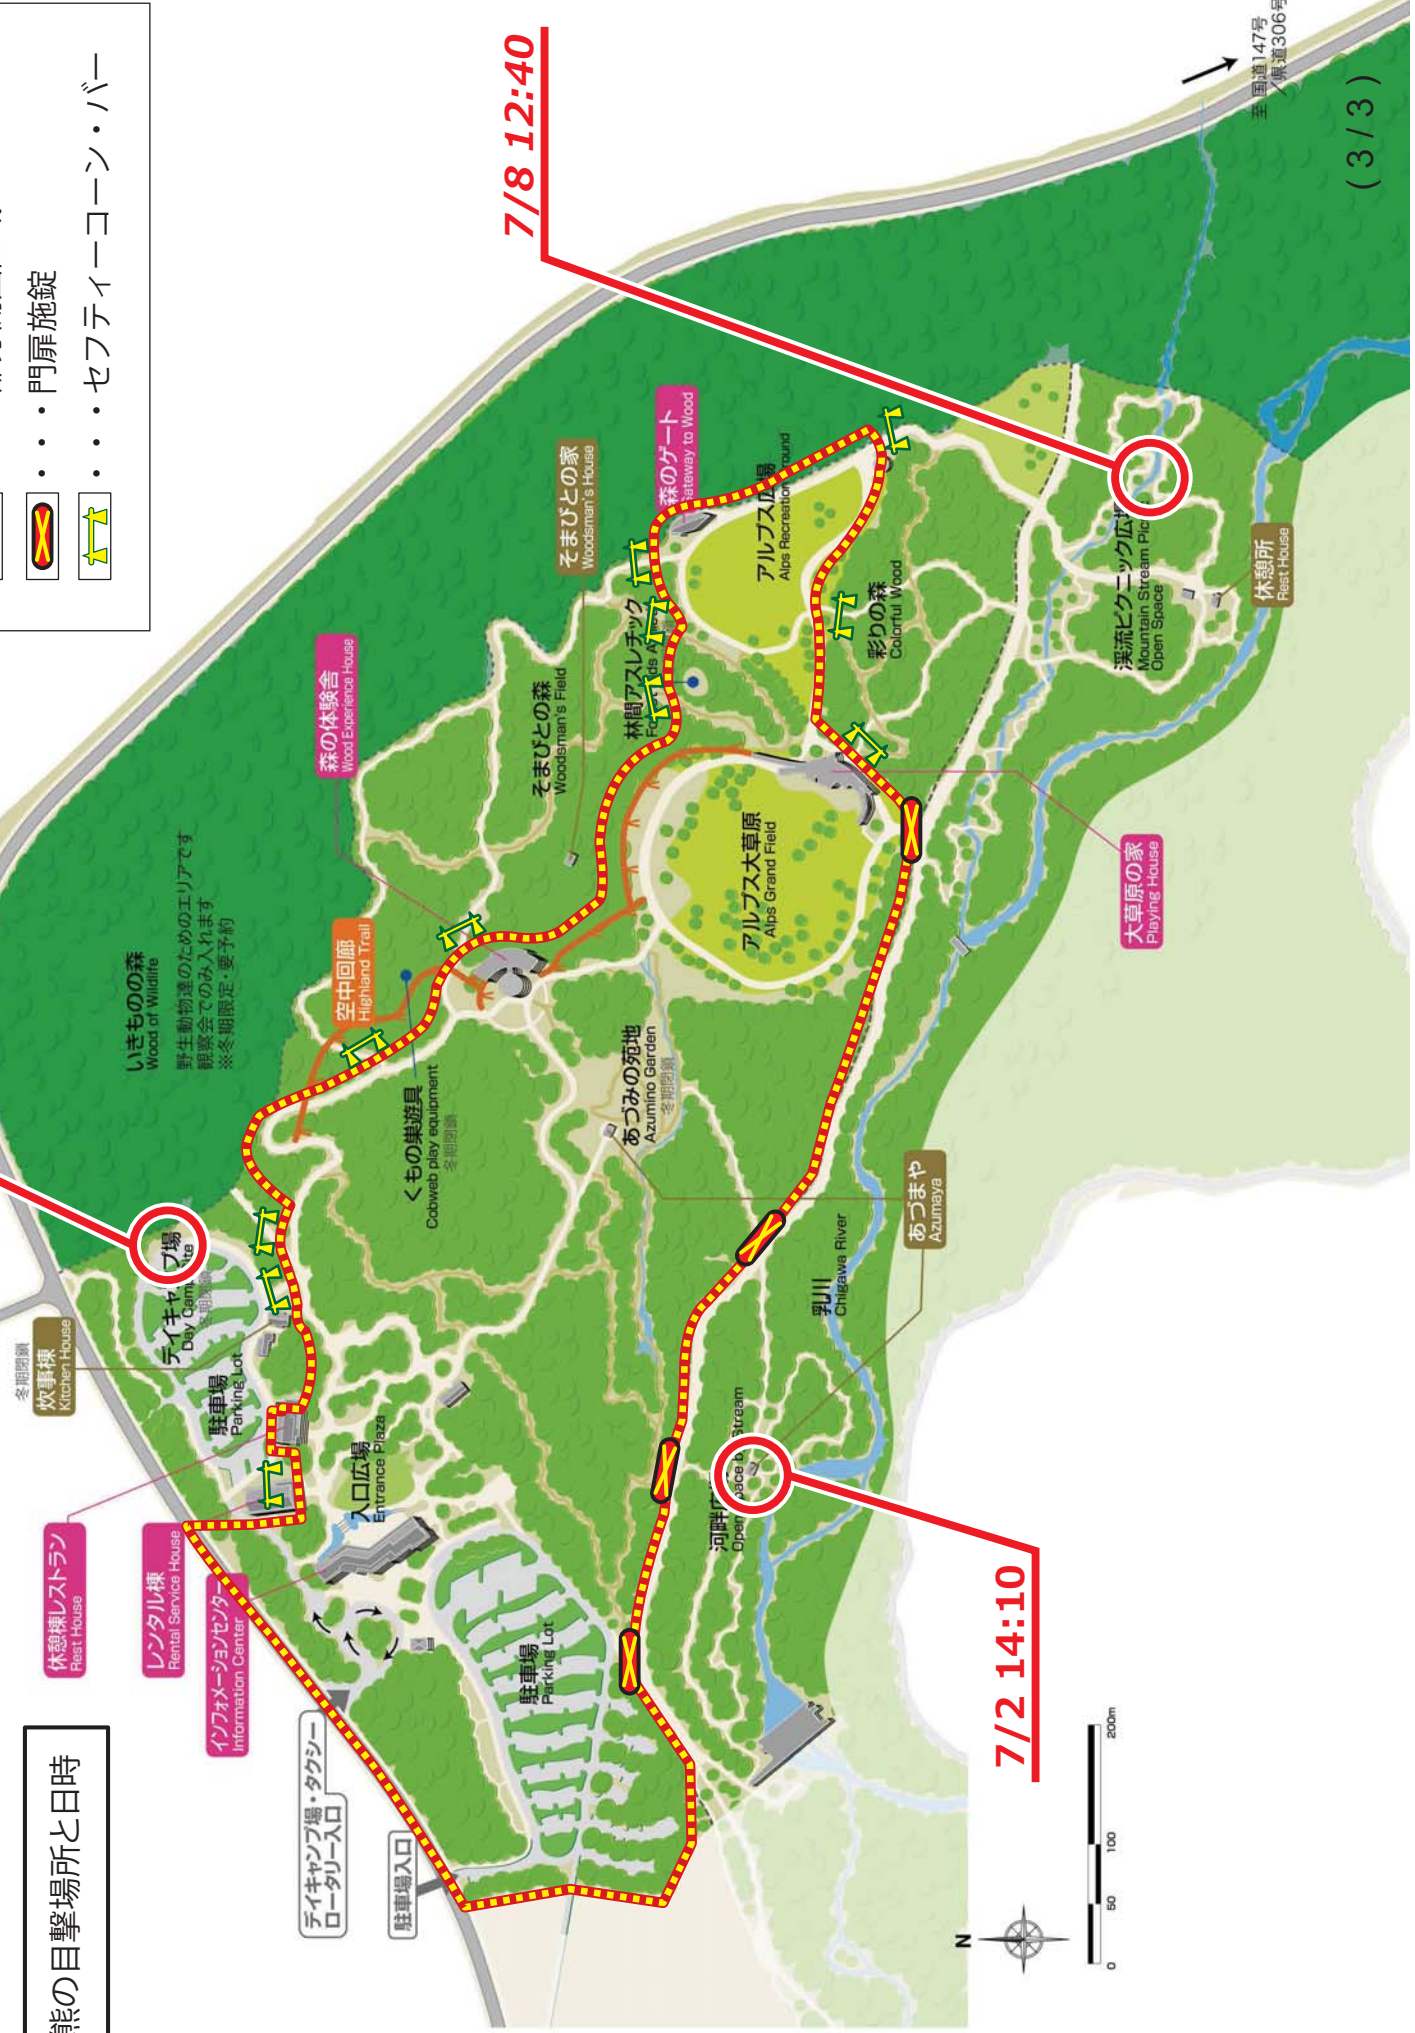 熊の目撃場所と日時
・・・門扉施錠
・・・セフティーコーン・バー
7/8 12:40
7/2 14:10
至 国道147号
県道306号
(3/3)
いきものの森
Wood of Wildlife
野生動物達のためのエリアです
観察会でのみ入れます
※冬期限定・要予約
冬期閉鎖
炊事棟
Kitchen House
デイキャンプ場
冬期閉鎖
駐車場
Parking Lot
休憩棟レストラン
Rest House
レンタル棟
Rental Service House
インフォメーションセンター
Information Center
デイキャンプ場・タクシー
ロータリー入口
駐車場入口
入口広場
Entrance Plaza
駐車場
Parking Lot
空中回廊
Highland Trail
森の体験舎
Wood Experience House
くもの巣遊具
Cobweb play equipment
冬期閉鎖
そまびとの家
Woodsman's House
そまびとの森
Woodsman's Field
林間アスレチック
森のゲート
Gateway to Wood
アルプス広場
Alps Recreation Ground
アルプス大草原
Alps Grand Field
彩りの森
Colorful Wood
あづみの苑地
Azumino Garden
冬期閉鎖
大草原の家
Playing House
渓流ピクニック広場
Mountain Stream Pic
Open Space
休憩所
Rest House
あづまや
Azumaya
乳川
Chigawa River
河畔広
Stream
N
0 50 100 200m